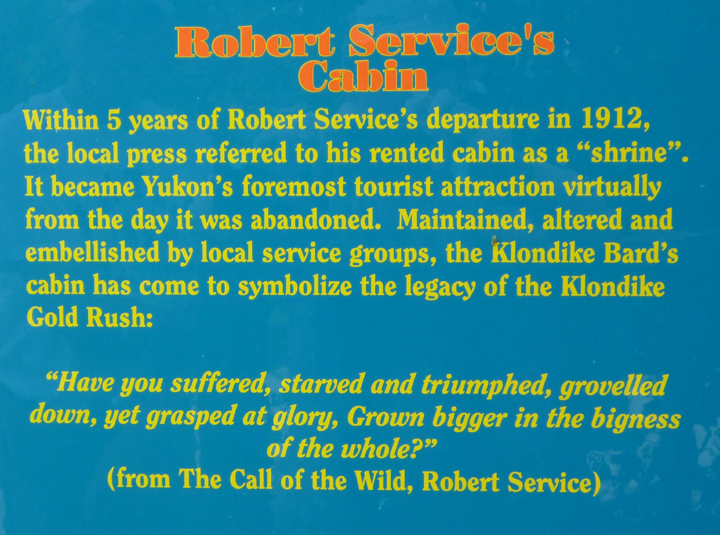 Robert Service's
Cabin
Within 5 years of Robert Service's departure in 1912,
the local press referred to his rented cabin as a “shrine”.
It became Yukon's foremost tourist attraction virtually
from the day it was abandoned.  Maintained, altered and
embellished by local service groups, the Klondike Bard's
cabin has come to symbolize the legacy of the Klondike
Gold Rush:
“Have you suffered, starved and triumphed, grovelled
down, yet grasped at glory, Grown bigger in the bigness
of the whole?”
(from The Call of the Wild, Robert Service)